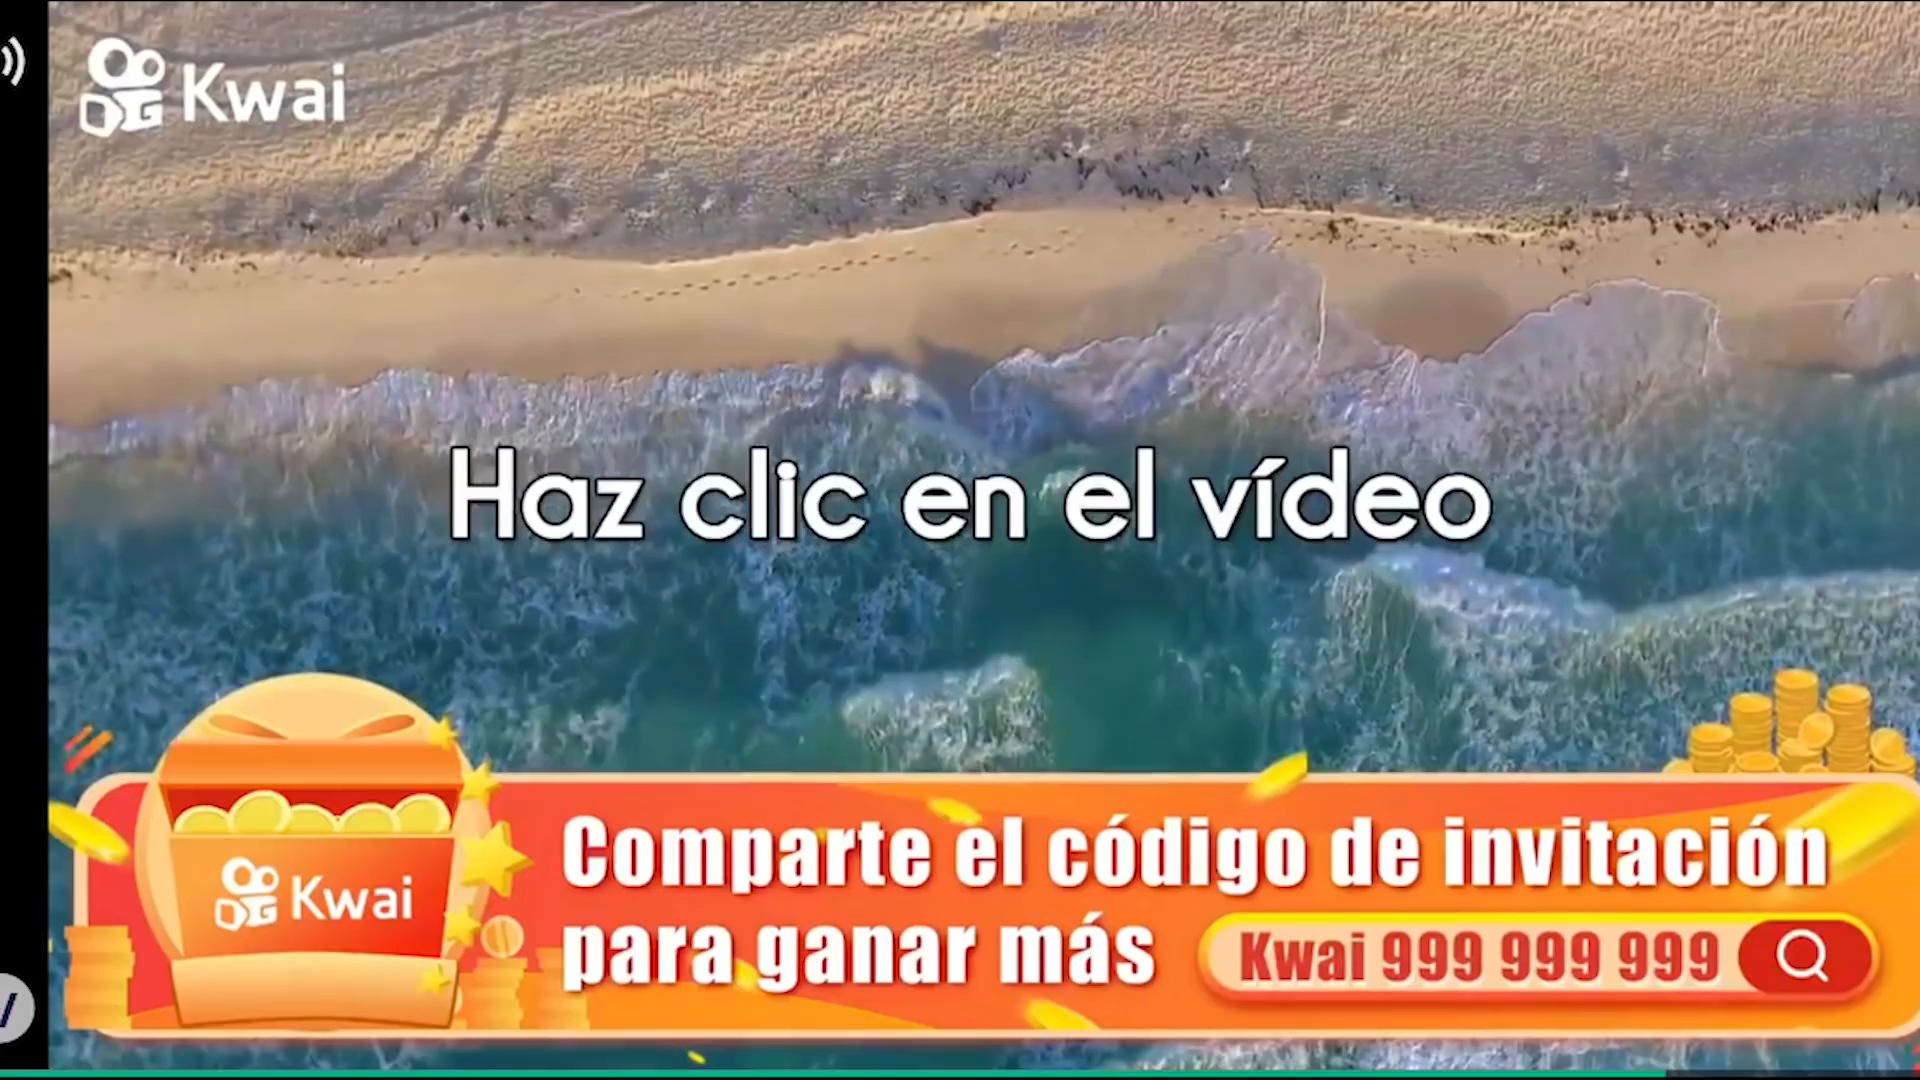 Kwai
Haz clic en el vídeo
Comparte el código de invitación
para ganar más
Kwai 999 999 999
Kwai